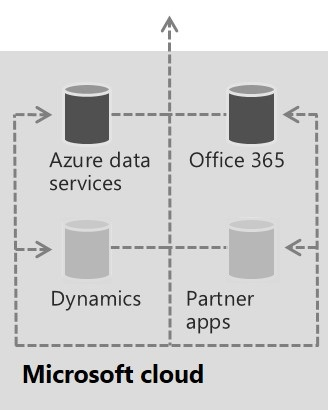 Azure data
services
Office 365
Dynamics
Partner
apps
Microsoft cloud